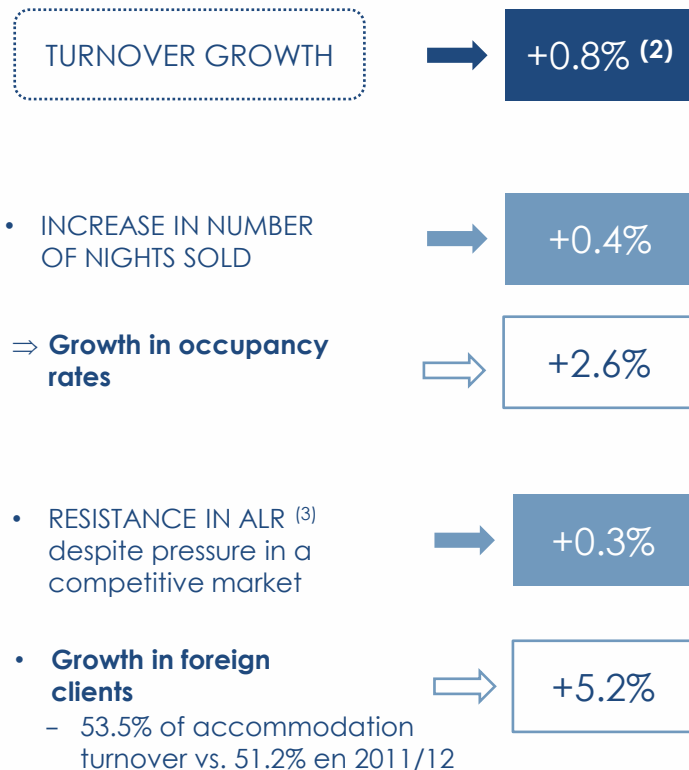 TURNOVER GROWTH
+0.8% (2)
• INCREASE IN NUMBER
OF NIGHTS SOLD
+0.4%
⇒ Growth in occupancy
rates
+2.6%
• RESISTANCE IN ALR (3)
despite pressure in a
competitive market
+0.3%
• Growth in foreign
clients
+5.2%
- 53.5% of accommodation
turnover vs. 51.2% en 2011/12